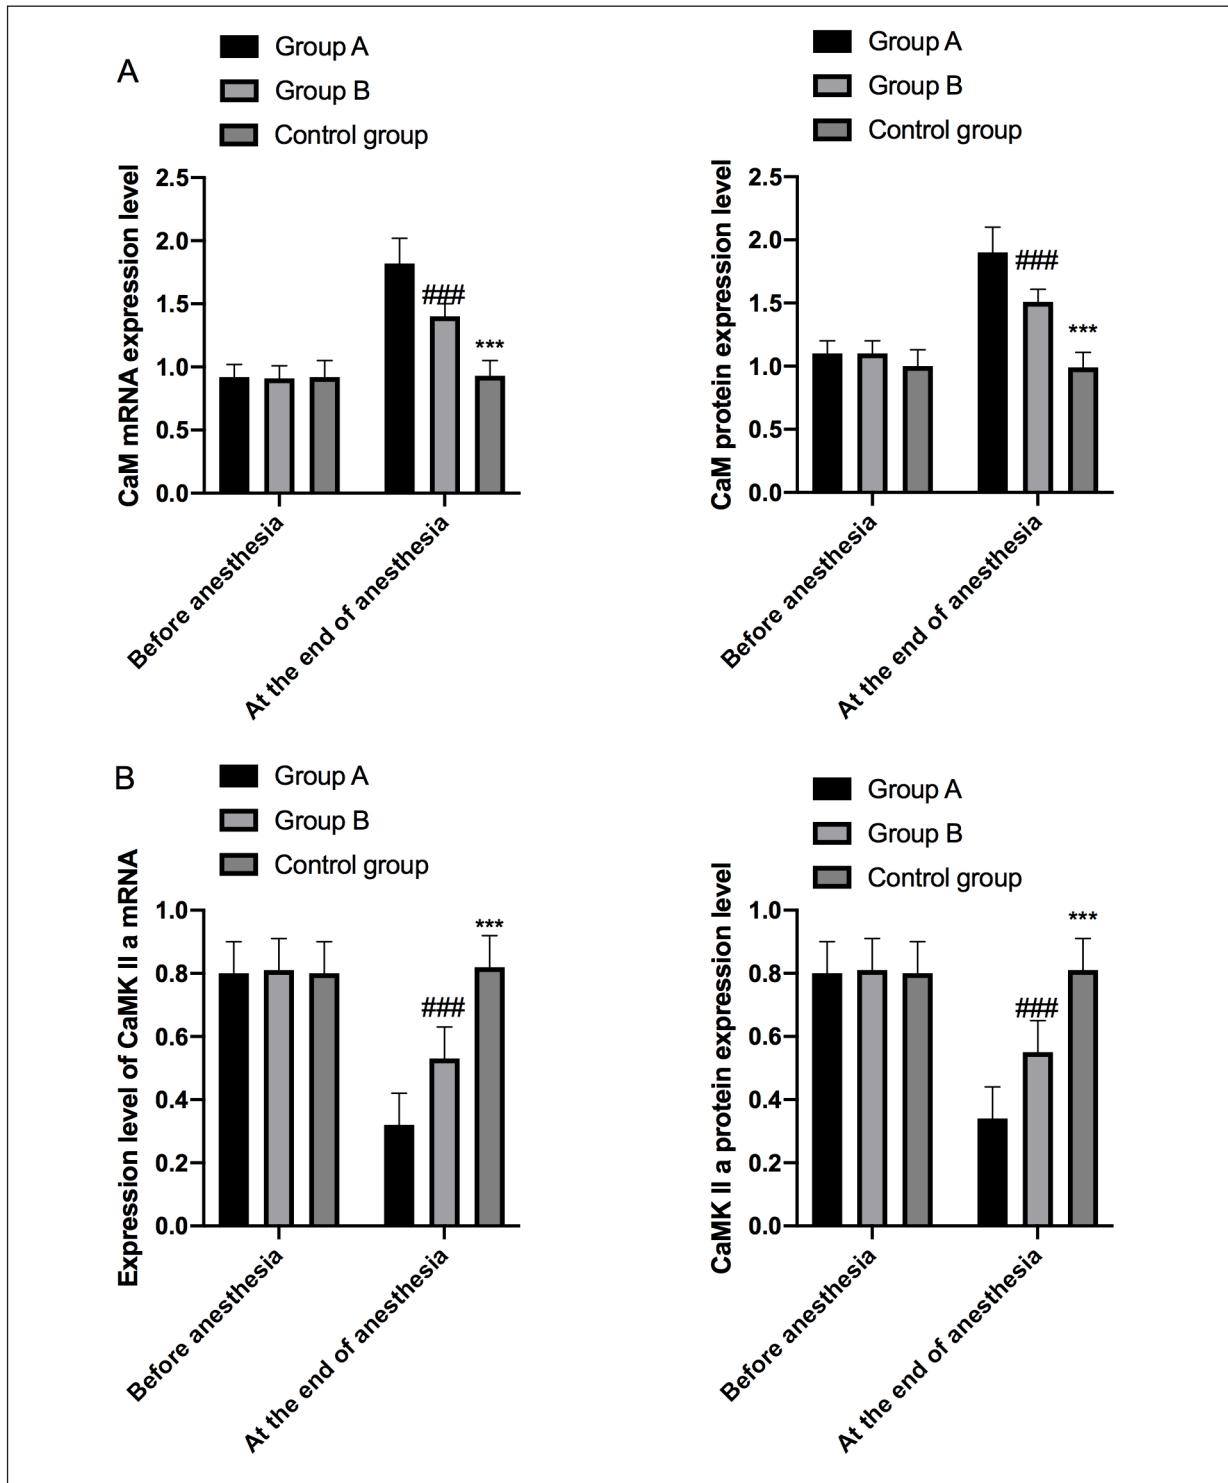 A
Group A
Group B
Control group
CaM mRNA expression level
2.5
2.0
1.5
1.0
0.5
0.0
###
***
Before anesthesia
At the end of anesthesia
Group A
Group B
Control group
CaM protein expression level
2.5
2.0
1.5
1.0
0.5
0.0
###
***
Before anesthesia
At the end of anesthesia
B
Group A
Group B
Control group
Expression level of CaMK II a mRNA
1.0
0.8
0.6
0.4
0.2
0.0
###
***
Before anesthesia
At the end of anesthesia
Group A
Group B
Control group
CaMK II a protein expression level
1.0
0.8
0.6
0.4
0.2
0.0
###
***
Before anesthesia
At the end of anesthesia